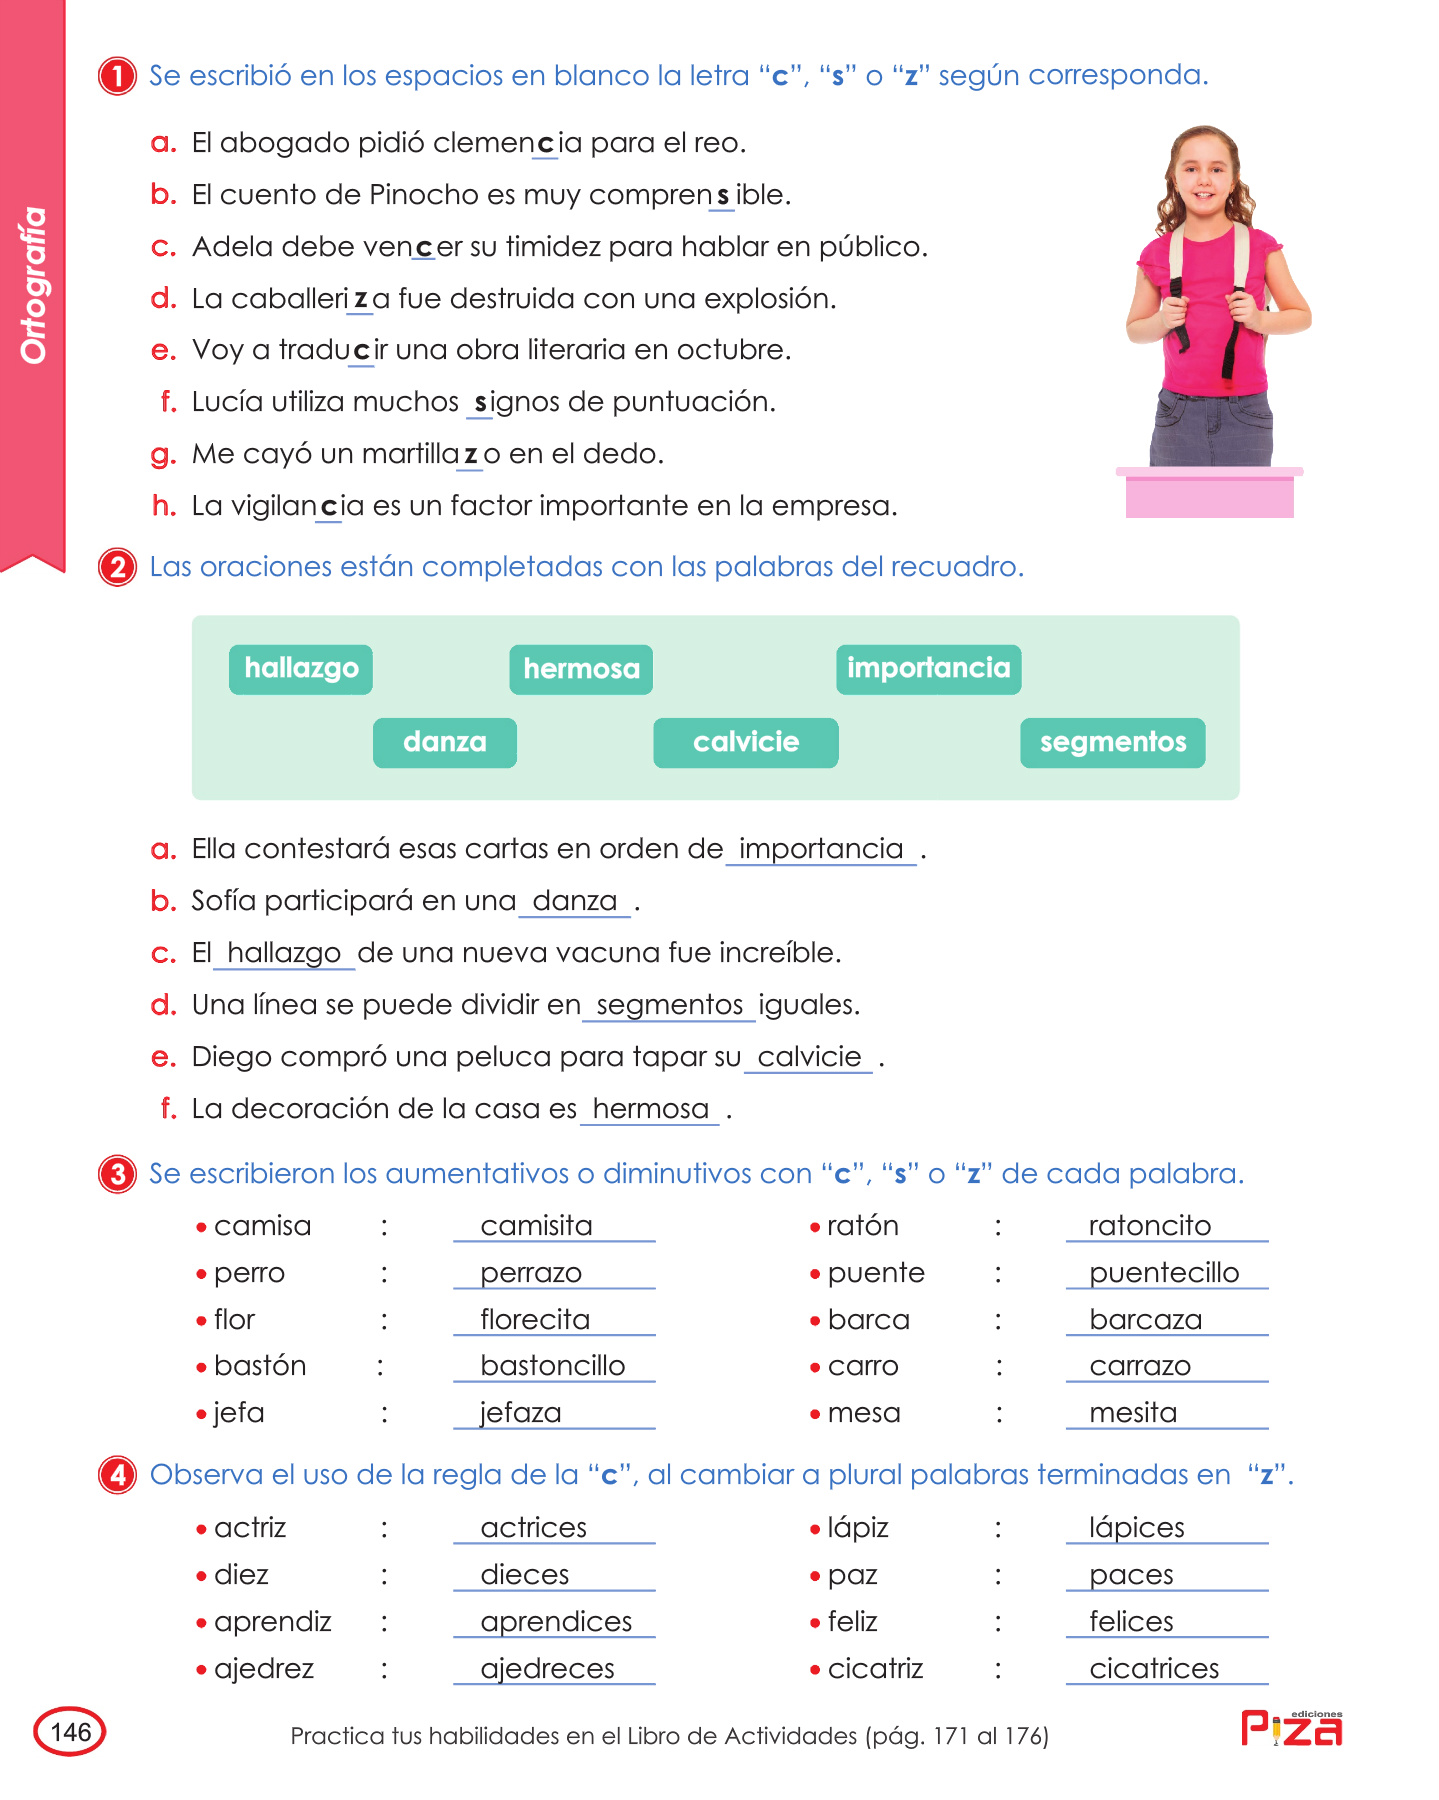 Ortografía
1 Se escribió en los espacios en blanco la letra “c”, “s” o “z” según corresponda.
a. El abogado pidió clemencia para el reo.
b. El cuento de Pinocho es muy comprensible.
c. Adela debe vencer su timidez para hablar en público.
d. La caballeriza fue destruida con una explosión.
e. Voy a traducir una obra literaria en octubre.
f. Lucía utiliza muchos signos de puntuación.
g. Me cayó un martillazo en el dedo.
h. La vigilancia es un factor importante en la empresa.
2 Las oraciones están completadas con las palabras del recuadro.
hallazgo hermosa importancia
danza calvicie segmentos
a. Ella contestará esas cartas en orden de importancia .
b. Sofía participará en una danza .
c. El hallazgo de una nueva vacuna fue increíble.
d. Una línea se puede dividir en segmentos iguales.
e. Diego compró una peluca para tapar su calvicie .
f. La decoración de la casa es hermosa .
3 Se escribieron los aumentativos o diminutivos con “c”, “s” o “z” de cada palabra.
• camisa : camisita • ratón : ratoncito
• perro : perrazo • puente : puentecillo
• flor : florecita • barca : barcaza
• bastón : bastoncillo • carro : carrazo
• jefa : jefaza • mesa : mesita
4 Observa el uso de la regla de la “c”, al cambiar a plural palabras terminadas en “z”.
• actriz : actrices • lápiz : lápices
• diez : dieces • paz : paces
• aprendiz : aprendices • feliz : felices
• ajedrez : ajedreces • cicatriz : cicatrices
146 Practica tus habilidades en el Libro de Actividades (pág. 171 al 176)
ediciones
Piza